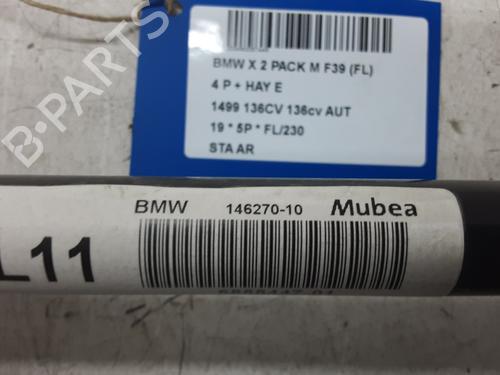 BMW X 2 PACK M F39 (FL)
4 P + HAY E
1499 136CV 136cv AUT
19 * 5P * FL/230
STA AR
BMW 146270-10 Mubea
L11
B-PARTS